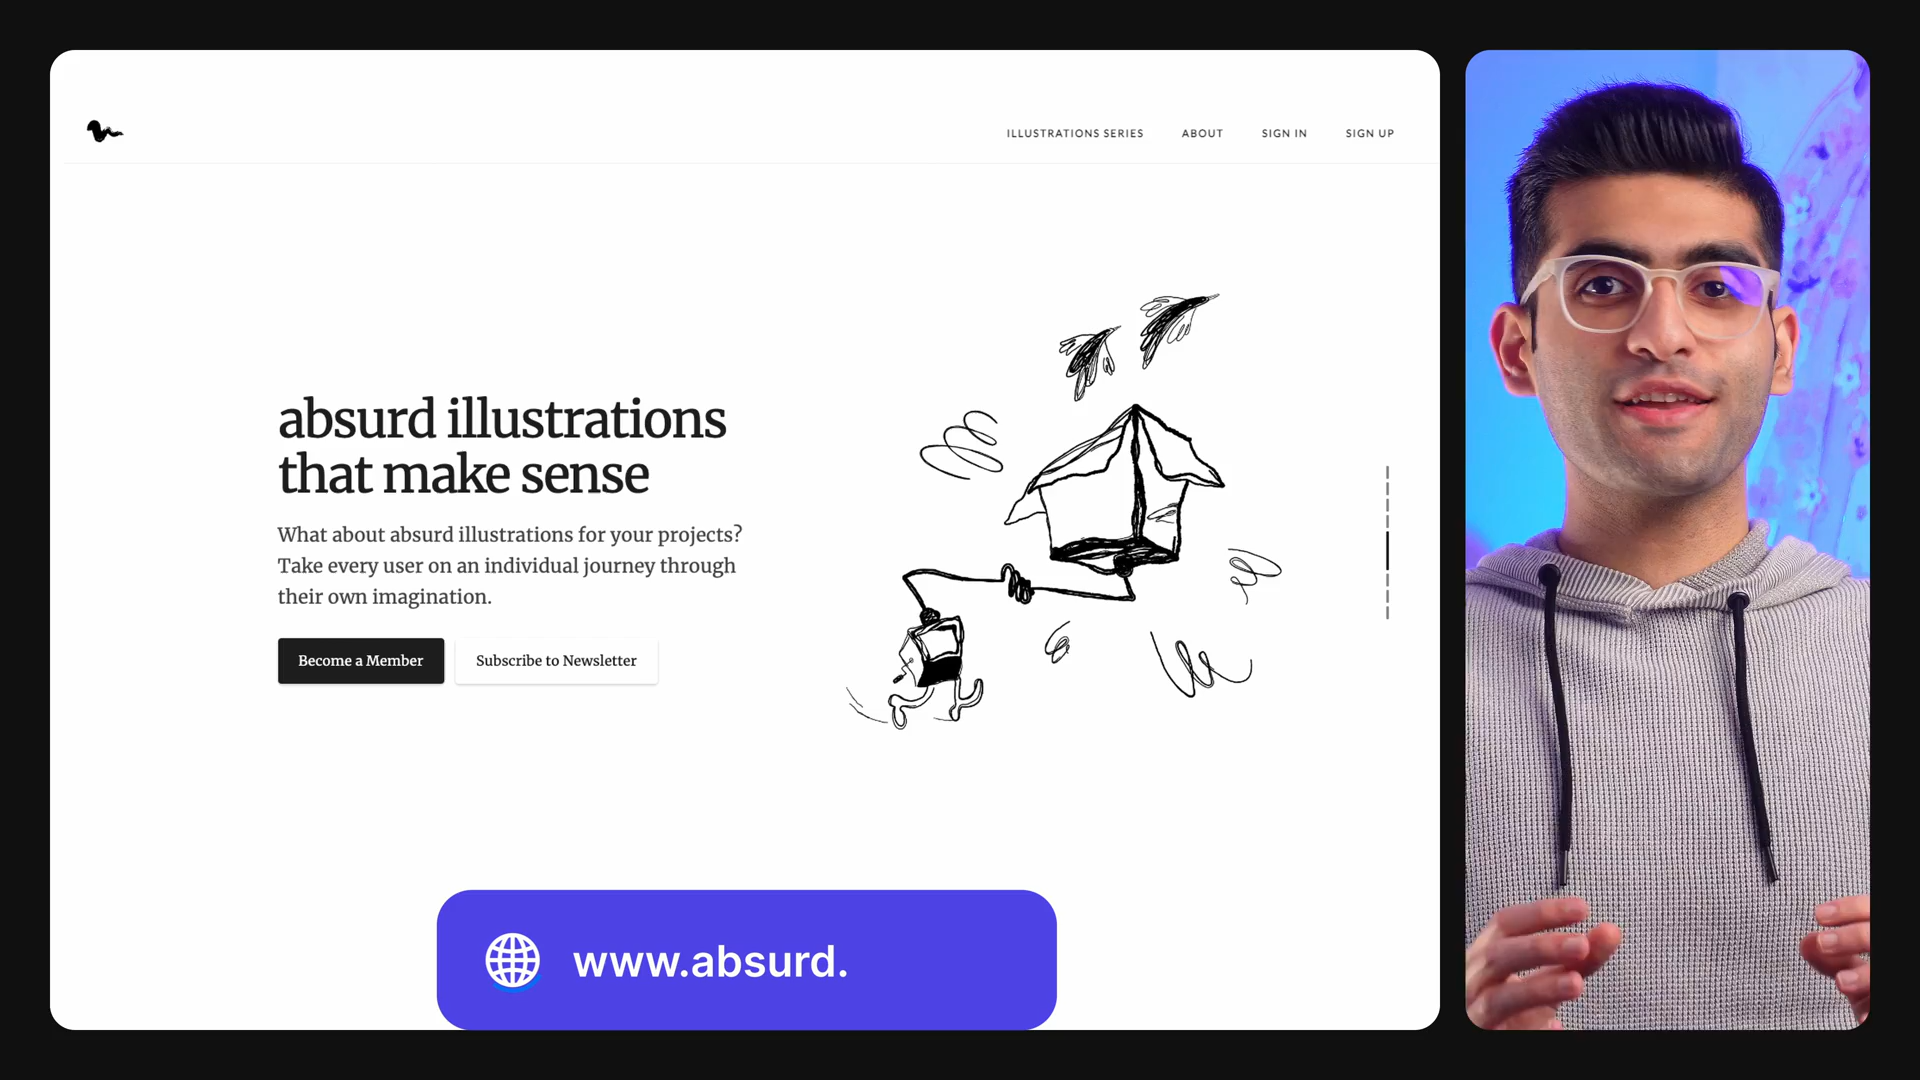 ILLUSTRATIONS SERIES ABOUT SIGN IN SIGN UP
absurd illustrations
that make sense
What about absurd illustrations for your projects?
Take every user on an individual journey through
their own imagination.
Become a Member Subscribe to Newsletter
www.absurd.